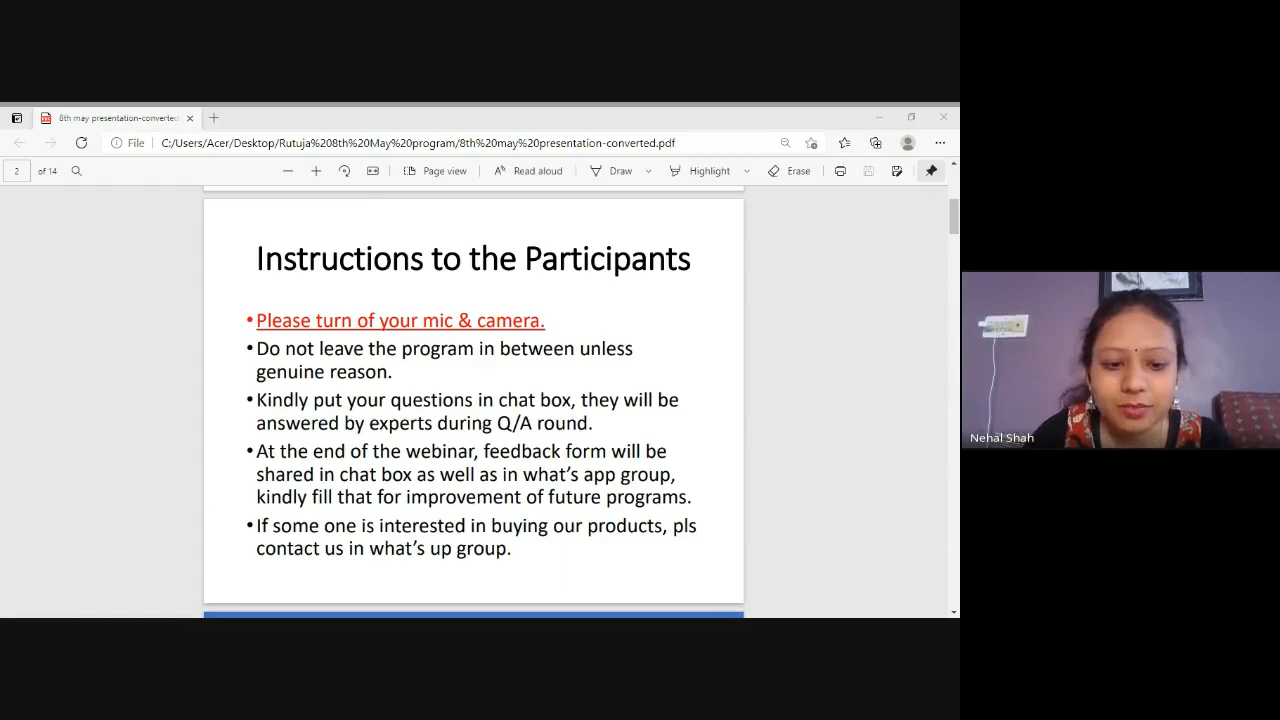 8th may presentation-converted
File
C:/Users/Acer/Desktop/Rutuja%208th%20May%20program/8th%20may%20presentation-converted.pdf
2 of 14
Page view
Read aloud
Draw
Highlight
Erase
Instructions to the Participants
•Please turn of your mic & camera.
•Do not leave the program in between unless
genuine reason.
•Kindly put your questions in chat box, they will be
answered by experts during Q/A round.
•At the end of the webinar, feedback form will be
shared in chat box as well as in what's app group,
kindly fill that for improvement of future programs.
•If some one is interested in buying our products, pls
contact us in what's up group.
Nehal Shah